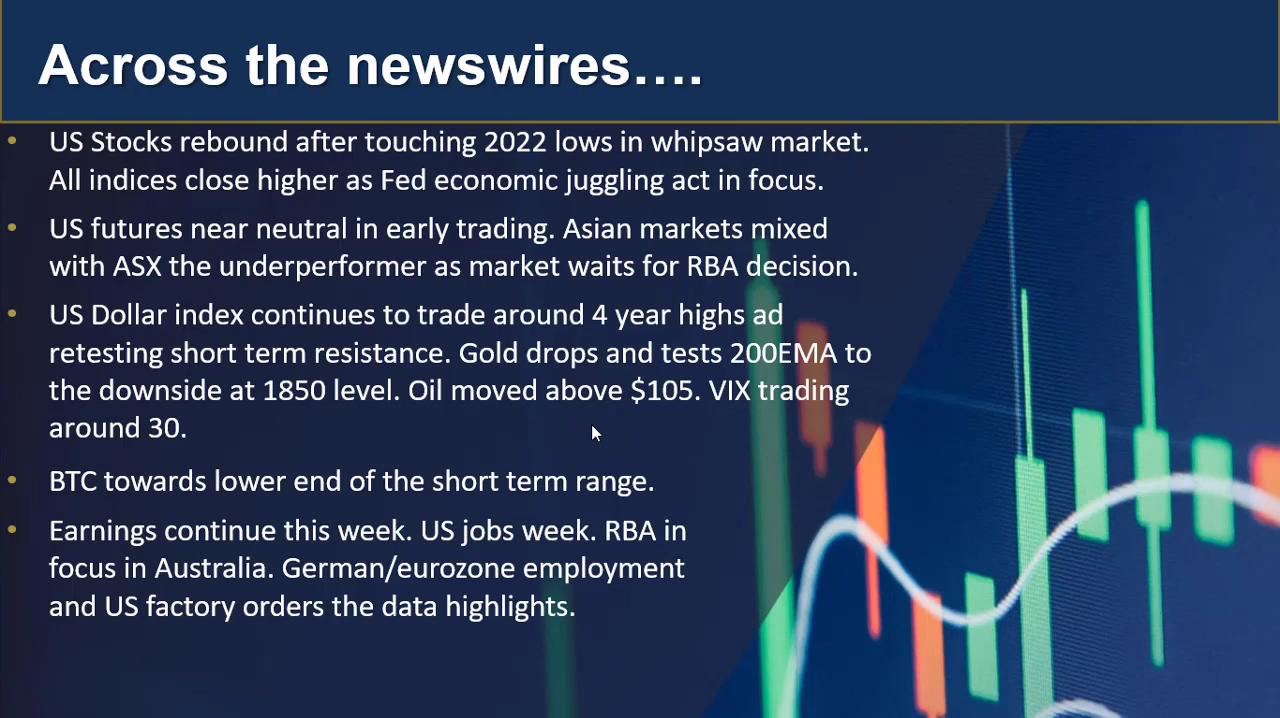 Across the newswires….
• US Stocks rebound after touching 2022 lows in whipsaw market.
All indices close higher as Fed economic juggling act in focus.
• US futures near neutral in early trading. Asian markets mixed
with ASX the underperformer as market waits for RBA decision.
• US Dollar index continues to trade around 4 year highs ad
retesting short term resistance. Gold drops and tests 200EMA to
the downside at 1850 level. Oil moved above $105. VIX trading
around 30.
• BTC towards lower end of the short term range.
• Earnings continue this week. US jobs week. RBA in
focus in Australia. German/eurozone employment
and US factory orders the data highlights.